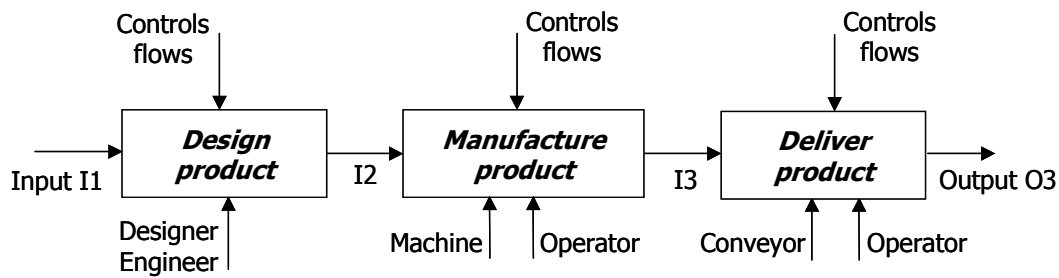 Controls
flows
Controls
flows
Controls
flows
Design
product
Manufacture
product
Deliver
product
Input I1
I2
I3
Output O3
Designer
Engineer
Machine
Operator
Conveyor
Operator